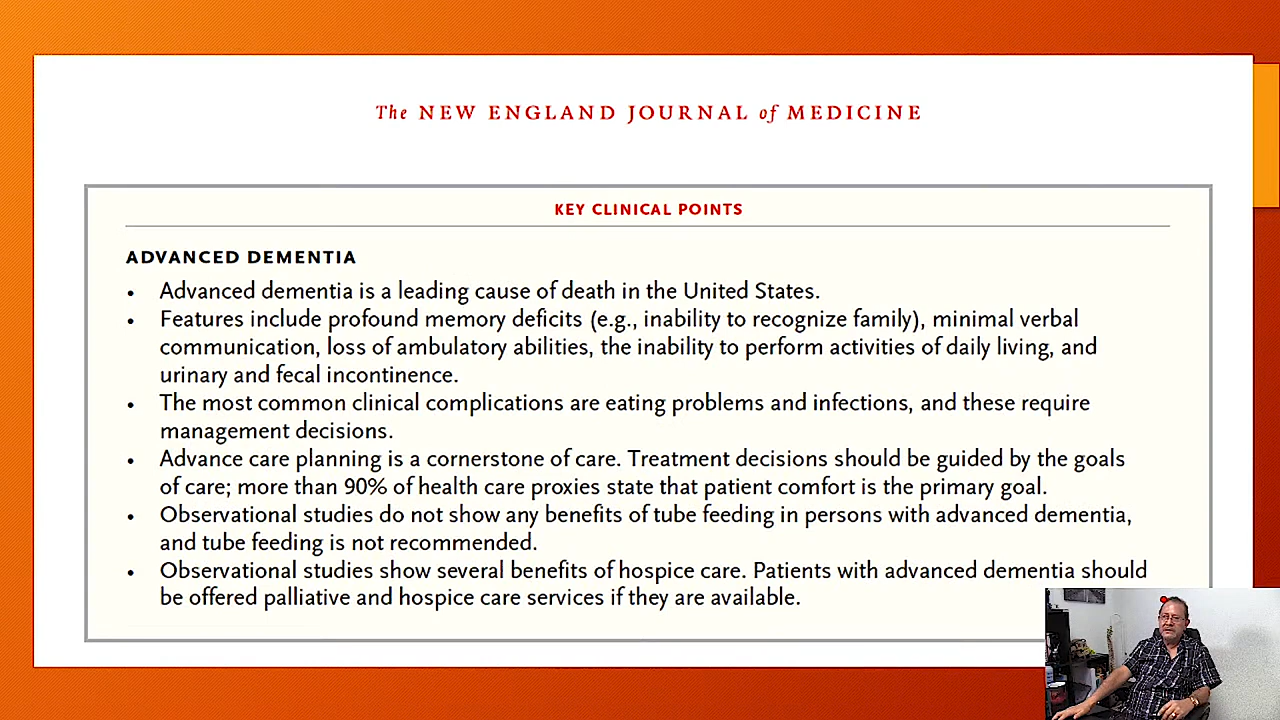 The NEW ENGLAND JOURNAL of MEDICINE
KEY CLINICAL POINTS
ADVANCED DEMENTIA
• Advanced dementia is a leading cause of death in the United States.
• Features include profound memory deficits (e.g., inability to recognize family), minimal verbal
communication, loss of ambulatory abilities, the inability to perform activities of daily living, and
urinary and fecal incontinence.
• The most common clinical complications are eating problems and infections, and these require
management decisions.
• Advance care planning is a cornerstone of care. Treatment decisions should be guided by the goals
of care; more than 90% of health care proxies state that patient comfort is the primary goal.
• Observational studies do not show any benefits of tube feeding in persons with advanced dementia,
and tube feeding is not recommended.
• Observational studies show several benefits of hospice care. Patients with advanced dementia should
be offered palliative and hospice care services if they are available.